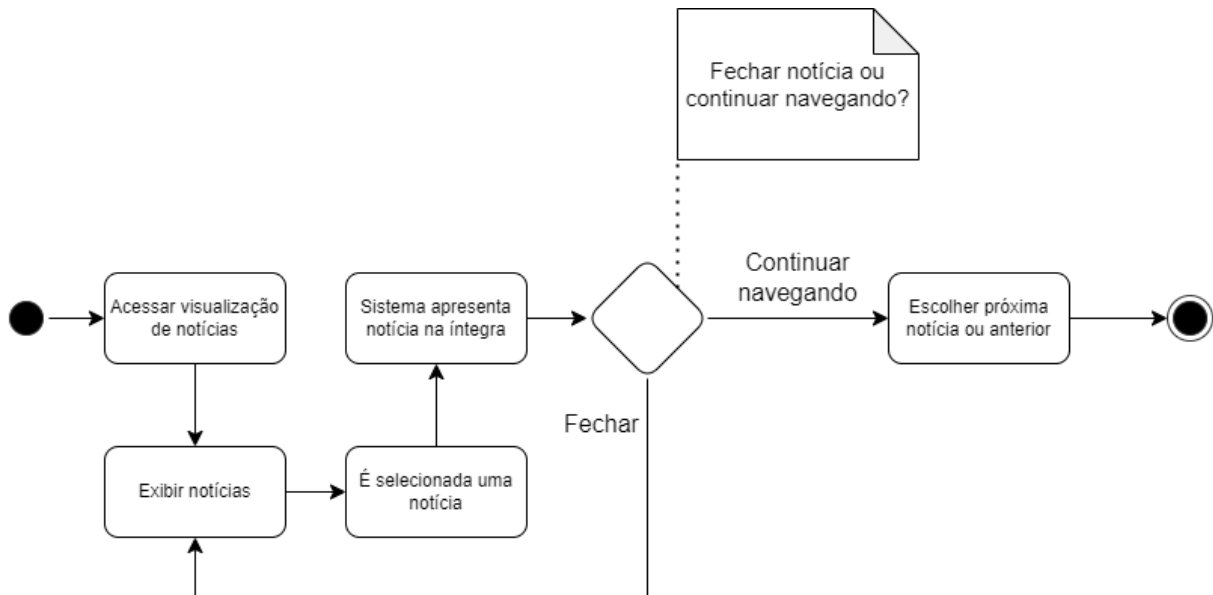 Fechar notícia ou
continuar navegando?
Acessar visualização
de notícias
Sistema apresenta
notícia na íntegra
Continuar
navegando
Escolher próxima
notícia ou anterior
Fechar
Exibir notícias
É selecionada uma
notícia